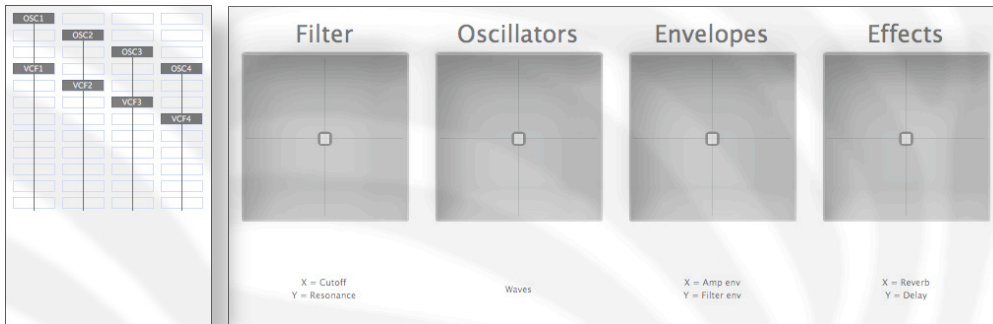 OSC1
OSC2
OSC3
VCF1
OSC4
VCF2
VCF3
VCF4
Filter
Oscillators
Envelopes
Effects
X = Cutoff
Y = Resonance
Waves
X = Amp env
Y = Filter env
X = Reverb
Y = Delay